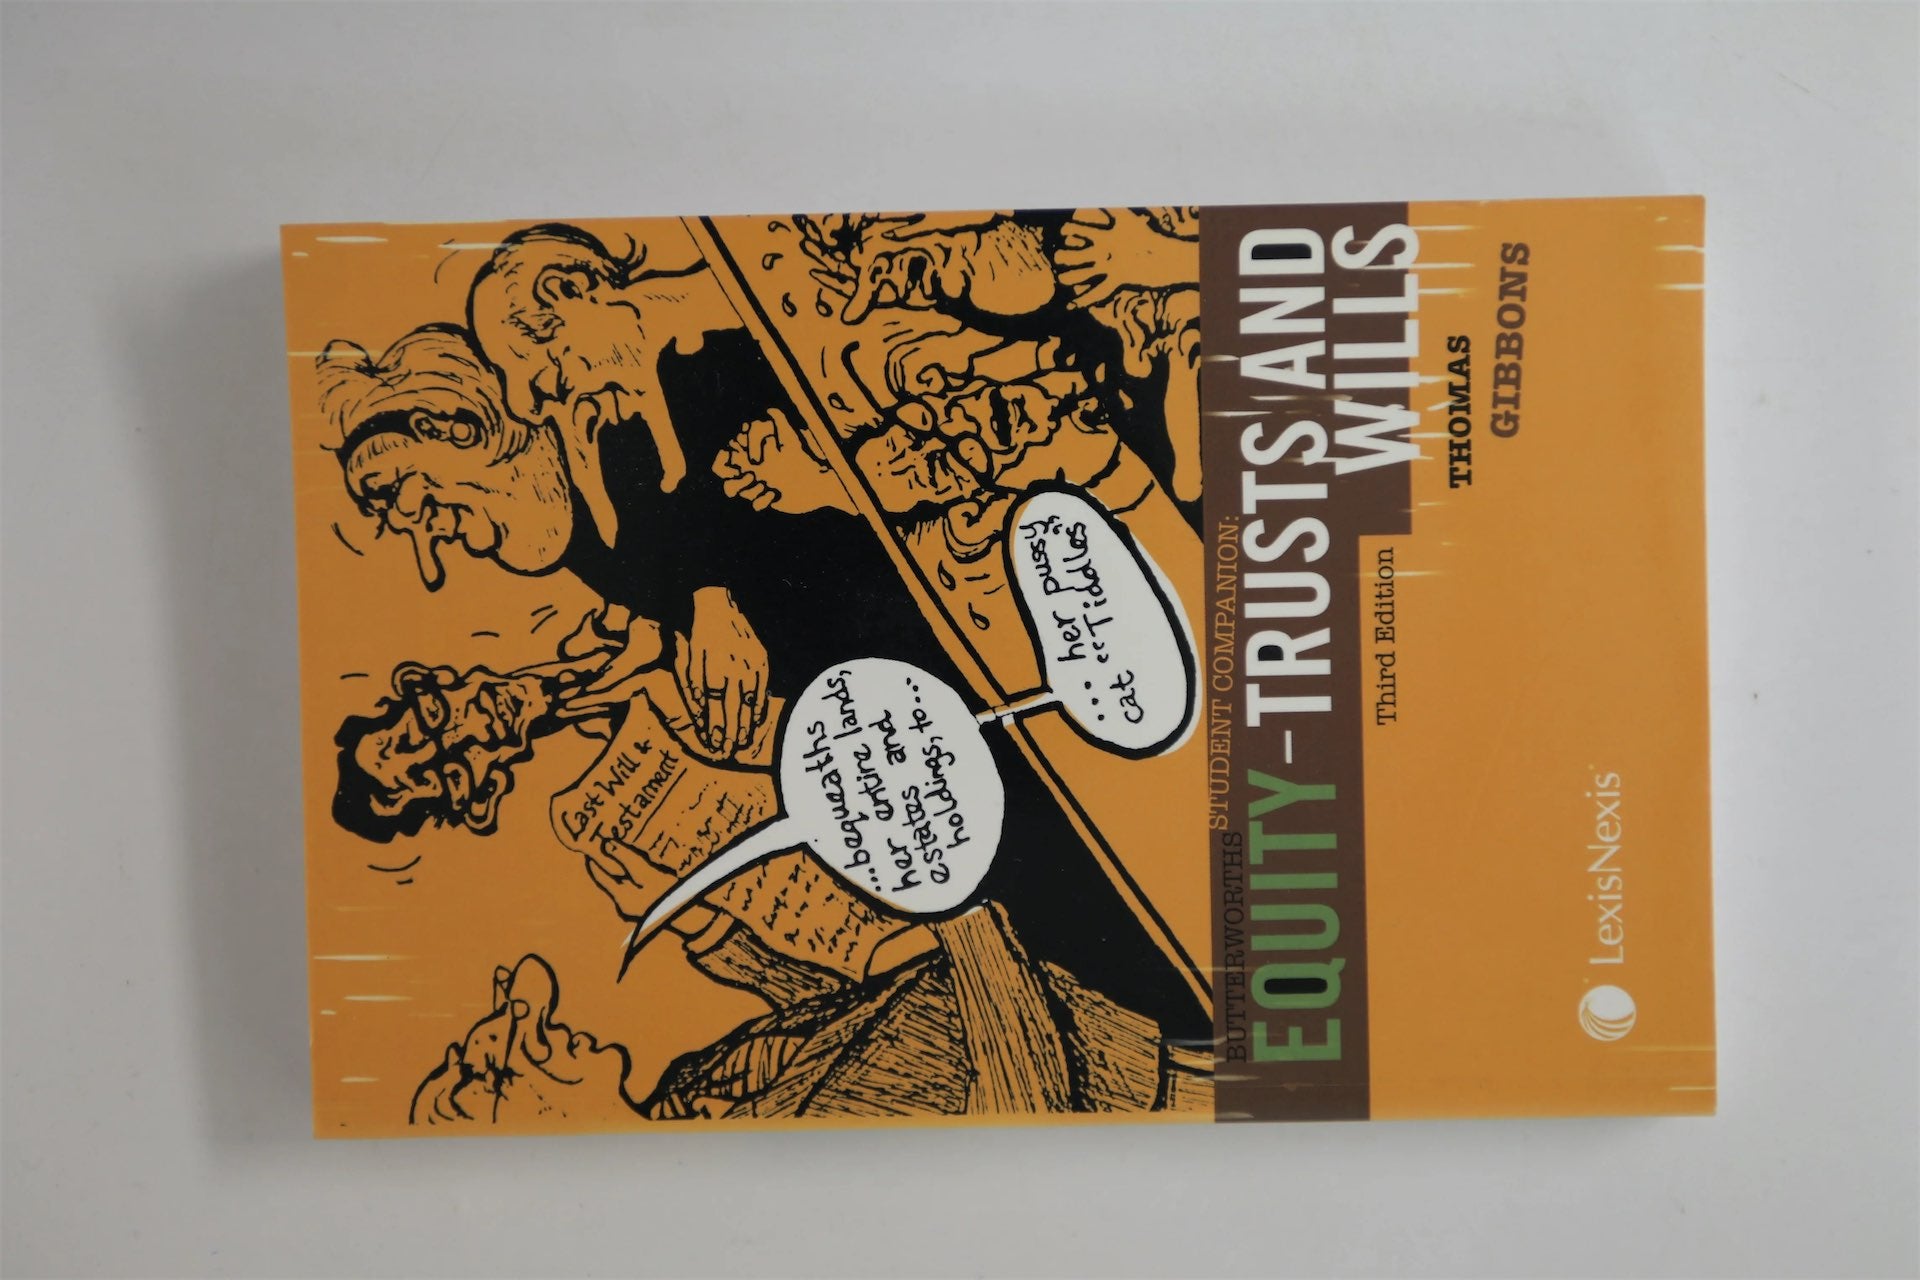 Last Will &
Testament
...bequeaths
her entire lands,
estates and
holdings, to...
... her pussy
cat “Tiddles”
BUTTERWORTHS
STUDENT COMPANION:
EQUITY – TRUSTS AND
WILLS
Third Edition
THOMAS
GIBBONS
LexisNexis